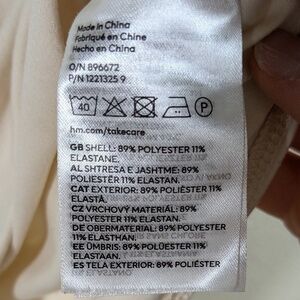 Made in China
Fabriqué en Chine
Hecho en China
O/N 896672
P/N 1221325 9
40 P
hm.com/takecare
GB SHELL: 89% POLYESTER 11%
ELASTANE.
AL SHTRESA E JASHTME: 89%
POLIESTËR 11% ELASTAN.
CAT EXTERIOR: 89% POLIÈSTER 11%
ELASTÀ.
CZ VRCHOVÝ MATERIÁL: 89%
POLYESTER 11% ELASTAN.
DE OBERMATERIAL: 89% POLYESTER
11% ELASTHAN.
EE ÜMBRIS: 89% POLÜESTER 11%
ELASTAAN.
ES TELA EXTERIOR: 89% POLIÉSTER